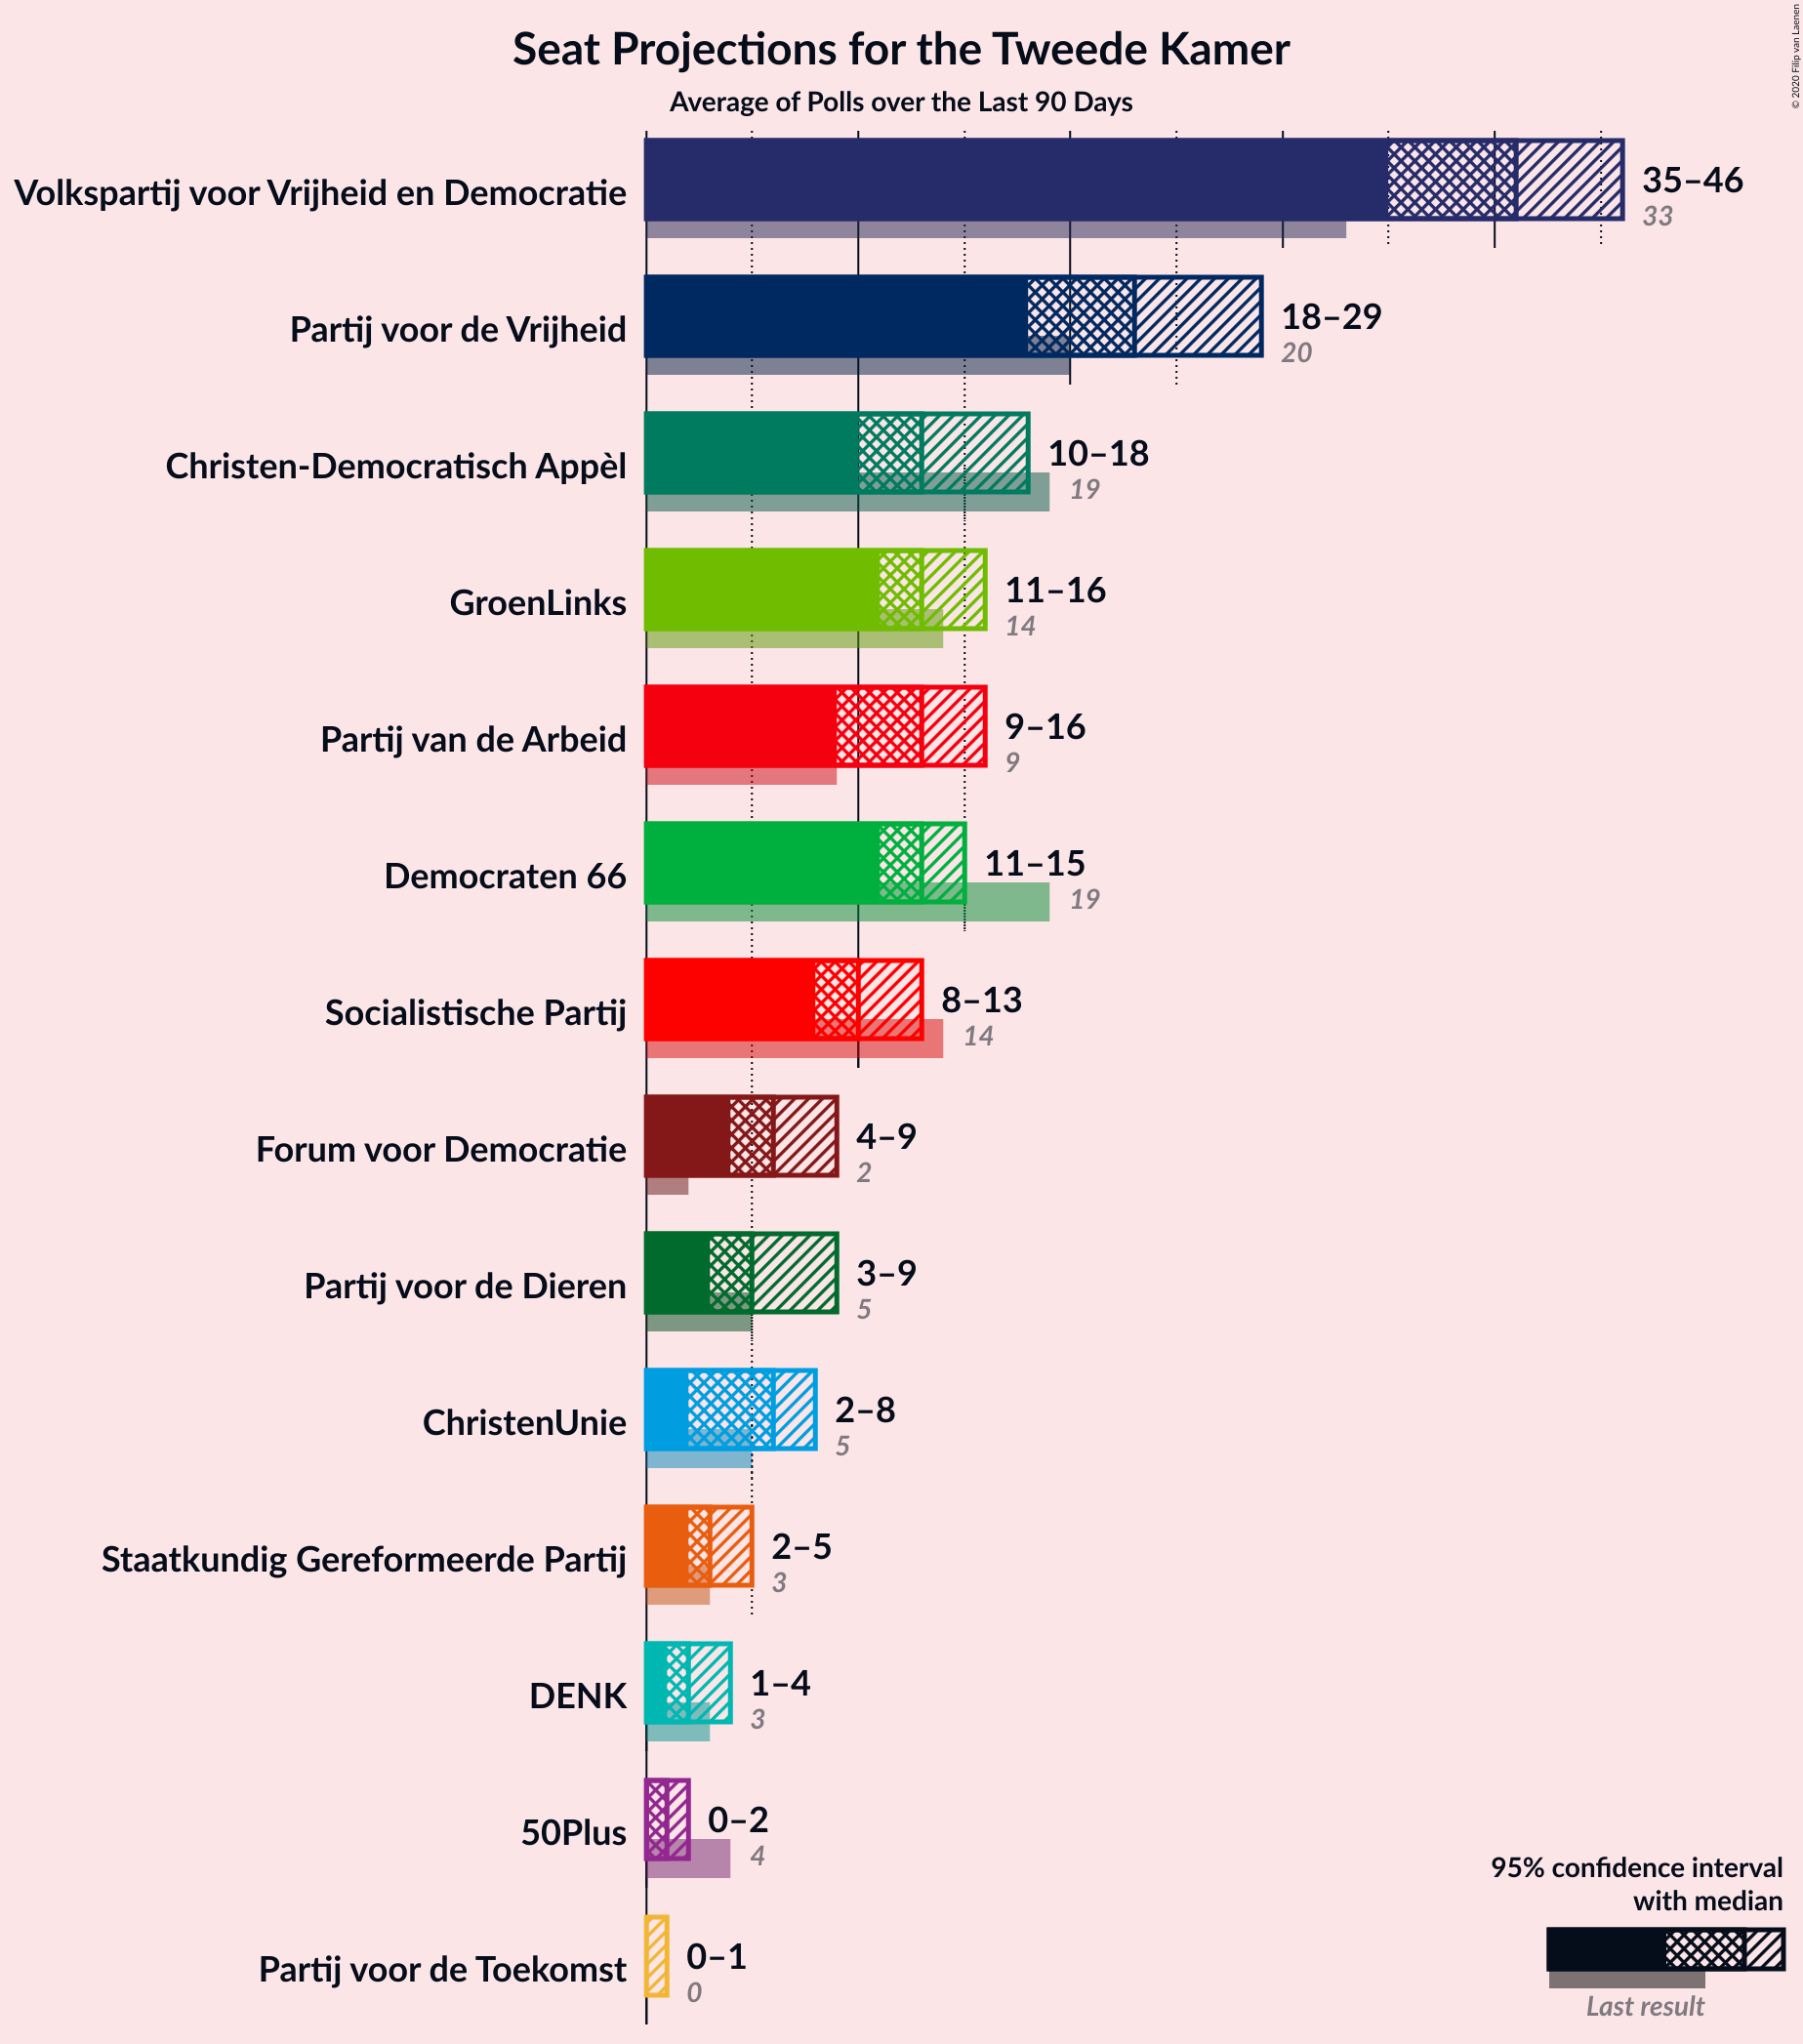 Seat Projections for the Tweede Kamer
Average of Polls over the Last 90 Days
© 2020 Filip van Laenen
Volkspartij voor Vrijheid en Democratie
35–46
33
Partij voor de Vrijheid
18–29
20
Christen-Democratisch Appèl
10–18
19
GroenLinks
11–16
14
Partij van de Arbeid
9–16
9
Democraten 66
11–15
19
Socialistische Partij
8–13
14
Forum voor Democratie
4–9
2
Partij voor de Dieren
3–9
5
ChristenUnie
2–8
5
Staatkundig Gereformeerde Partij
2–5
3
DENK
1–4
3
50Plus
0–2
4
Partij voor de Toekomst
0–1
0
95% confidence interval
with median
Last result